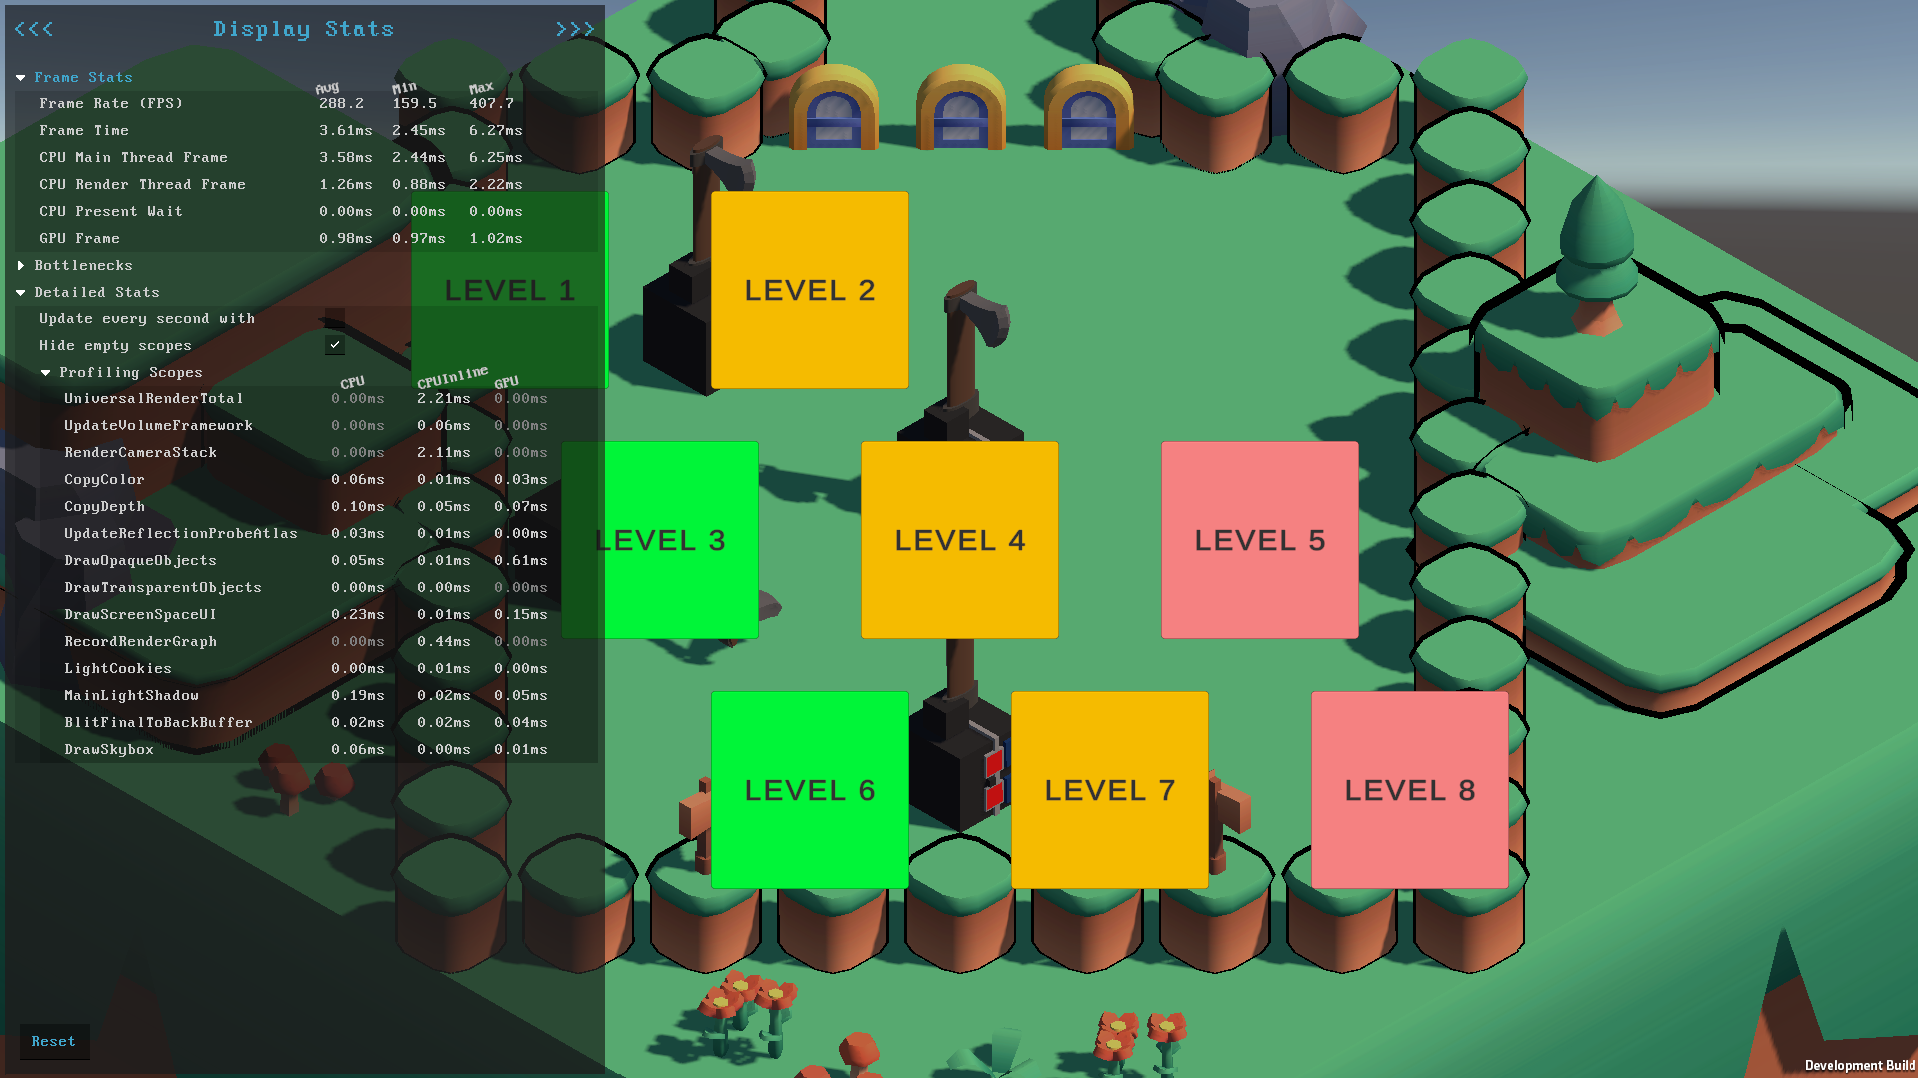 <<< Display Stats >>>
Frame Stats
Avg Min Max
Frame Rate (FPS) 288.2 159.5 407.7
Frame Time 3.61ms 2.45ms 6.27ms
CPU Main Thread Frame 3.58ms 2.44ms 6.25ms
CPU Render Thread Frame 1.26ms 0.88ms 2.22ms
CPU Present Wait 0.00ms 0.00ms 0.00ms
GPU Frame 0.98ms 0.97ms 1.02ms
Bottlenecks
Detailed Stats
Update every second with
Hide empty scopes
Profiling Scopes
CPU CPUInline GPU
UniversalRenderTotal 0.00ms 2.21ms 0.00ms
UpdateVolumeFramework 0.00ms 0.06ms 0.00ms
RenderCameraStack 0.00ms 2.11ms 0.00ms
CopyColor 0.06ms 0.01ms 0.03ms
CopyDepth 0.10ms 0.05ms 0.07ms
UpdateReflectionProbeAtlas 0.03ms 0.01ms 0.00ms
DrawOpaqueObjects 0.05ms 0.01ms 0.61ms
DrawTransparentObjects 0.00ms 0.00ms 0.00ms
DrawScreenSpaceUI 0.23ms 0.01ms 0.15ms
RecordRenderGraph 0.00ms 0.44ms 0.00ms
LightCookies 0.00ms 0.01ms 0.00ms
MainLightShadow 0.19ms 0.02ms 0.05ms
BlitFinalToBackBuffer 0.02ms 0.02ms 0.04ms
DrawSkybox 0.06ms 0.00ms 0.01ms
Reset
LEVEL 1
LEVEL 2
LEVEL 3
LEVEL 4
LEVEL 5
LEVEL 6
LEVEL 7
LEVEL 8
Development Build